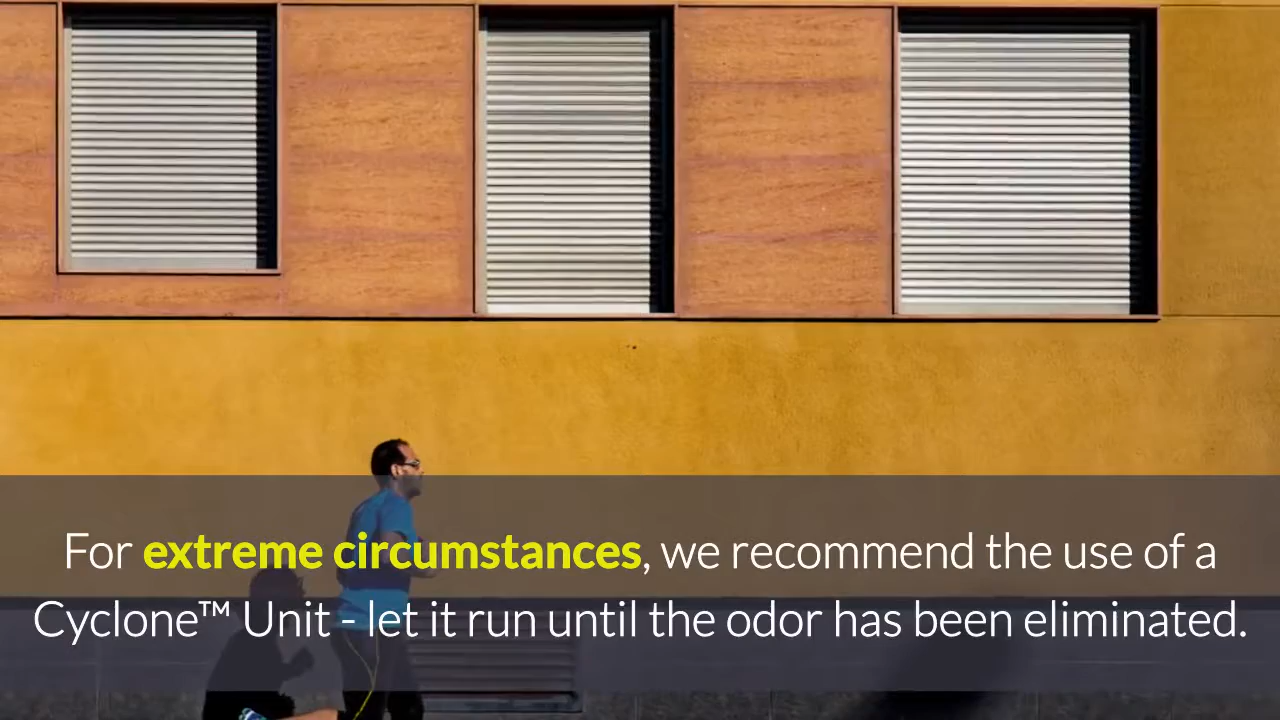 For extreme circumstances, we recommend the use of a
Cyclone™ Unit - let it run until the odor has been eliminated.